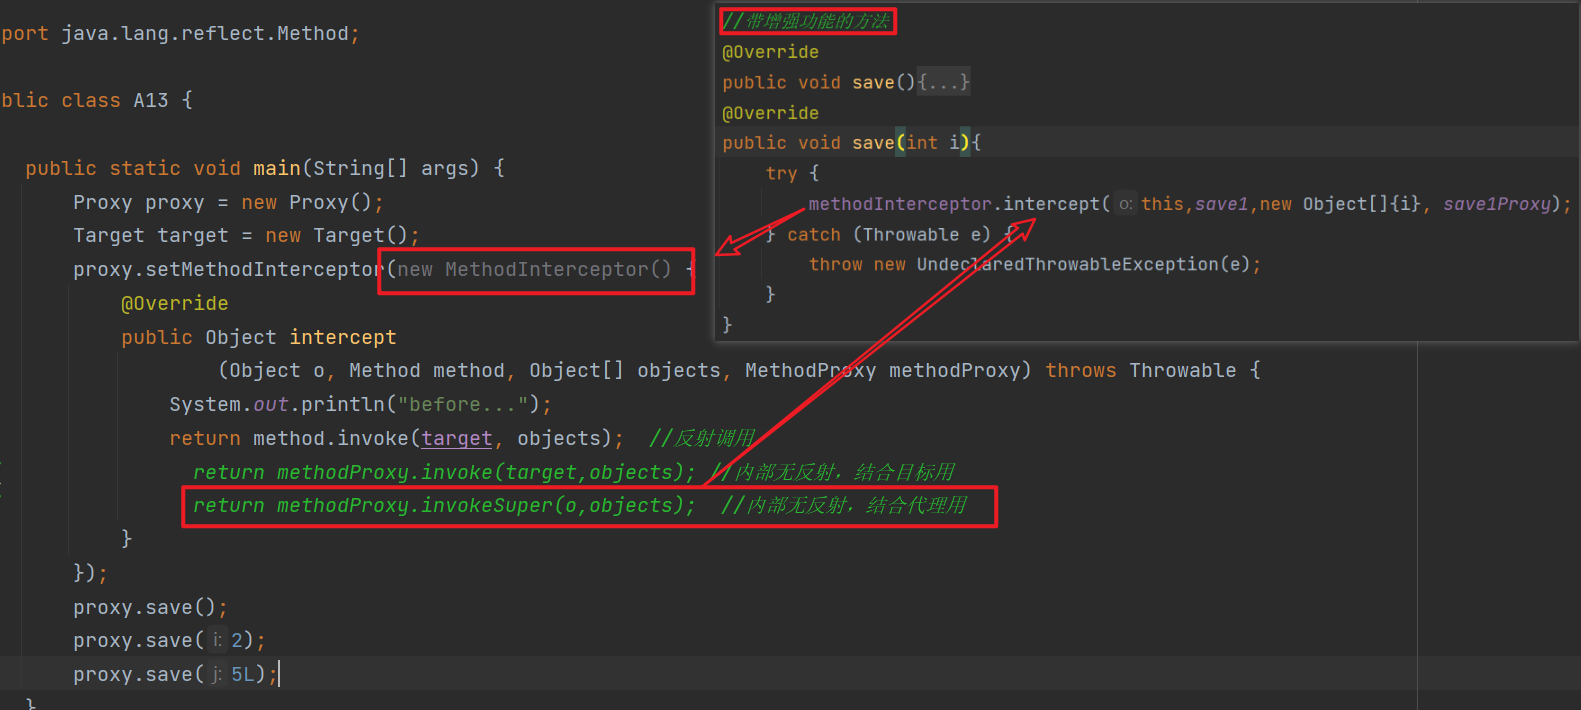 port java.lang.reflect.Method;
blic class A13 {
public static void main(String[] args) {
Proxy proxy = new Proxy();
Target target = new Target();
proxy.setMethodInterceptor(new MethodInterceptor() {
@Override
public Object intercept
(Object o, Method method, Object[] objects, MethodProxy methodProxy) throws Throwable {
System.out.println("before...");
return method.invoke(target, objects);  //反射调用
return methodProxy.invoke(target,objects); //内部无反射，结合目标用
return methodProxy.invokeSuper(o,objects);  //内部无反射，结合代理用
}
});
proxy.save();
proxy.save( i: 2);
proxy.save( j: 5L);
}
//带增强功能的方法
@Override
public void save(){...}
@Override
public void save(int i){
try {
methodInterceptor.intercept( o: this,save1,new Object[]{i}, save1Proxy);
} catch (Throwable e) {
throw new UndeclaredThrowableException(e);
}
}